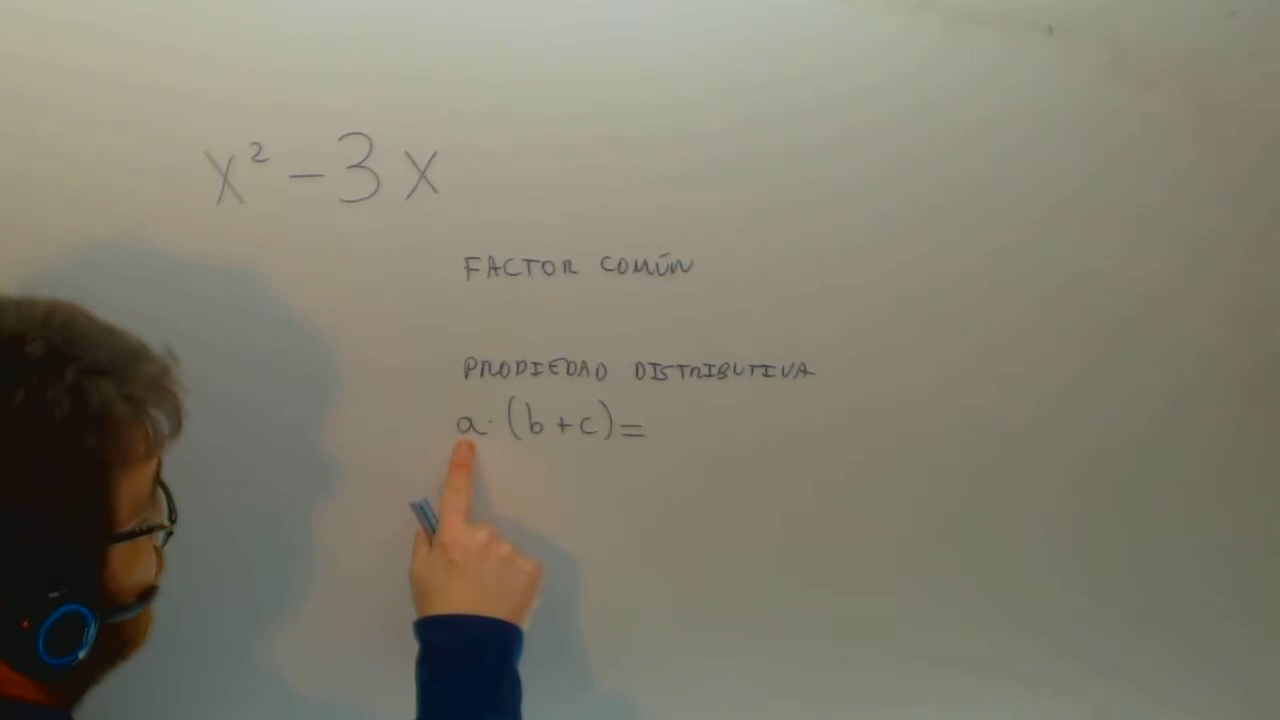 x² - 3x
FACTOR COMÚN
PROPIEDAD DISTRIBUTIVA
a·(b+c)=